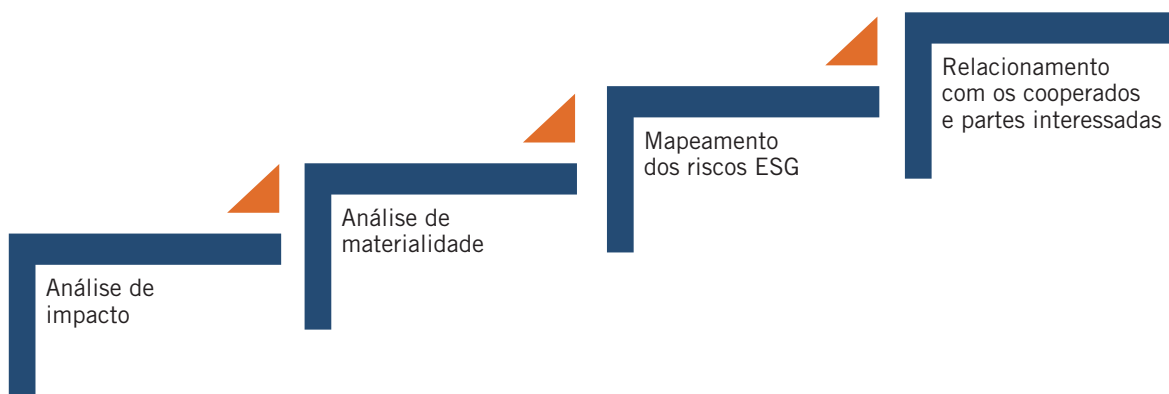 Análise de
impacto
Análise de
materialidade
Mapeamento
dos riscos ESG
Relacionamento
com os cooperados
e partes interessadas